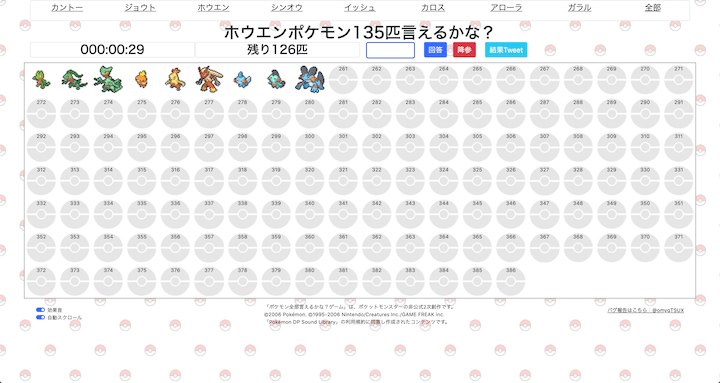 カントー ジョウト ホウエン シンオウ イッシュ カロス アローラ ガラル 全部
ホウエンポケモン135匹言えるかな？
000:00:29 残り126匹 回答 降参 結果Tweet
261 262 263 264 265 266 267 268 269 270 271
272 273 274 275 276 277 278 279 280 281 282 283 284 285 286 287 288 289 290 291
292 293 294 295 296 297 298 299 300 301 302 303 304 305 306 307 308 309 310 311
312 313 314 315 316 317 318 319 320 321 322 323 324 325 326 327 328 329 330 331
332 333 334 335 336 337 338 339 340 341 342 343 344 345 346 347 348 349 350 351
352 353 354 355 356 357 358 359 360 361 362 363 364 365 366 367 368 369 370 371
372 373 374 375 376 377 378 379 380 381 382 383 384 385 386
効果音
自動スクロール
「ポケモン全部言えるかな？ゲーム」は、ポケットモンスターの非公式2次創作です。
©2006 Pokémon. ©1995-2006 Nintendo/Creatures Inc./GAME FREAK inc.
「Pokémon DP Sound Library」の利用規約に同意し作成されたコンテンツです。
バグ報告はこちら：@omvqTSUX